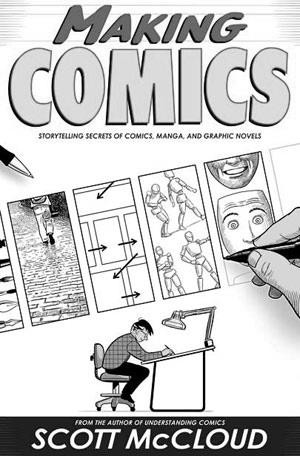 MAKING
COMICS
STORYTELLING SECRETS OF COMICS, MANGA, AND GRAPHIC NOVELS
FROM THE AUTHOR OF UNDERSTANDING COMICS
SCOTT McCLOUD